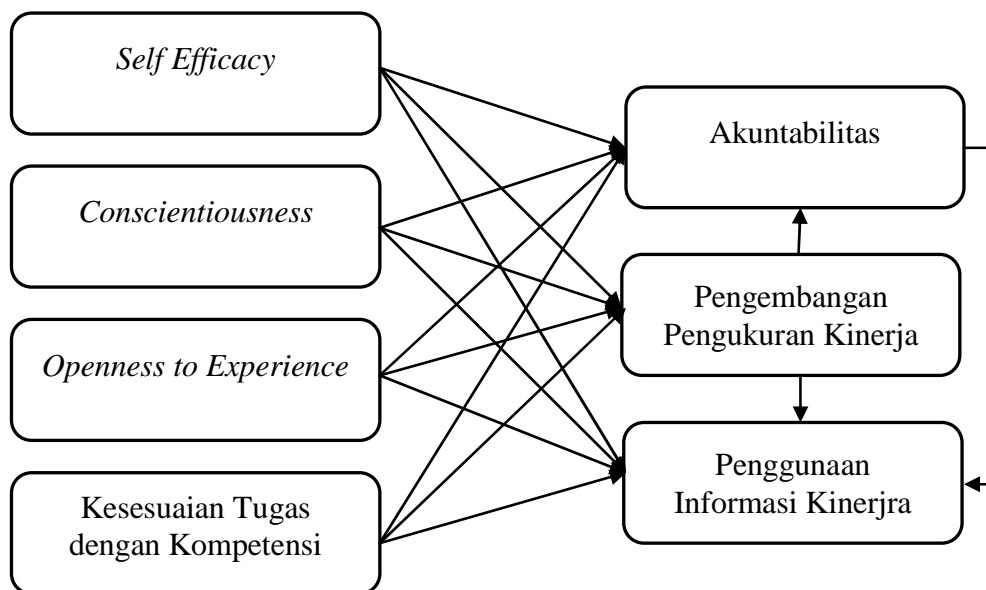 Self Efficacy
Conscientiousness
Openness to Experience
Kesesuaian Tugas
dengan Kompetensi
Akuntabilitas
Pengembangan
Pengukuran Kinerja
Penggunaan
Informasi Kinerjra